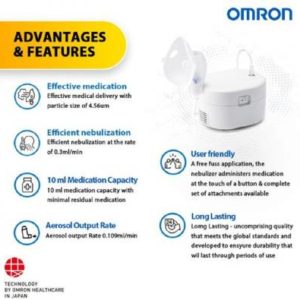 ADVANTAGES
& FEATURES
OMRON
Effective medication
Effective medical delivery with
particle size of 4.56um
Efficient nebulization
Efficient nebulization at the rate
of 0.3ml/min
10 ml Medication Capacity
10 ml medication capacity with
minimal residual medication
Aerosol Output Rate
Aerosol output Rate 0.109ml/min
User friendly
A free fuss application, the
nebulizer administers medication
at the touch of a button & complete
set of attachments available
Long Lasting
Long Lasting - uncomprising quality
that meets the global standards and
developed to ensyure durability that
wil last through periods of use
TECHNOLOGY
BY OMRON HEALTHCARE
IN JAPAN